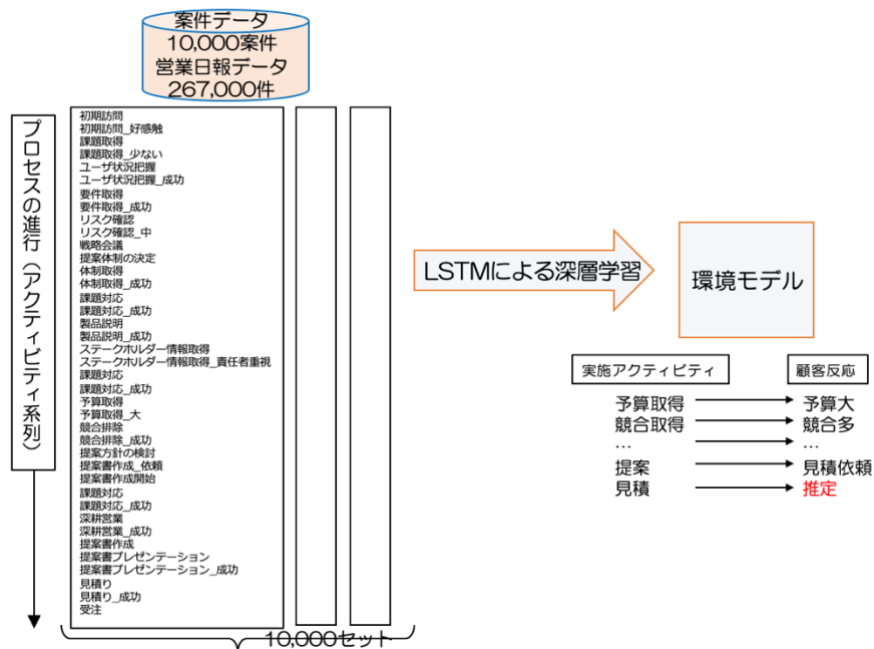 案件データ
10,000案件
営業日報データ
267,000件
プロセスの進行（アクティビティ系列）
初期訪問
初期訪問_好感触
課題取得
課題取得_少ない
ユーザ状況把握
ユーザ状況把握_成功
要件取得
要件取得_成功
リスク確認
リスク確認_中
戦略会議
提案体制の決定
体制取得
体制取得_成功
課題対応
課題対応_成功
製品説明
製品説明_成功
ステークホルダー情報取得
ステークホルダー情報取得_責任者重視
課題対応
課題対応_成功
予算取得
予算取得_大
競合排除
競合排除_成功
提案方針の検討
提案書作成_依頼
提案書作成開始
課題対応
課題対応_成功
深耕営業
深耕営業_成功
提案書作成
提案書プレゼンテーション
提案書プレゼンテーション_成功
見積り
見積り_成功
受注
10,000セット
LSTMによる深層学習
環境モデル
実施アクティビティ 顧客反応
予算取得 予算大
競合取得 競合多
… …
提案 見積依頼
見積 推定